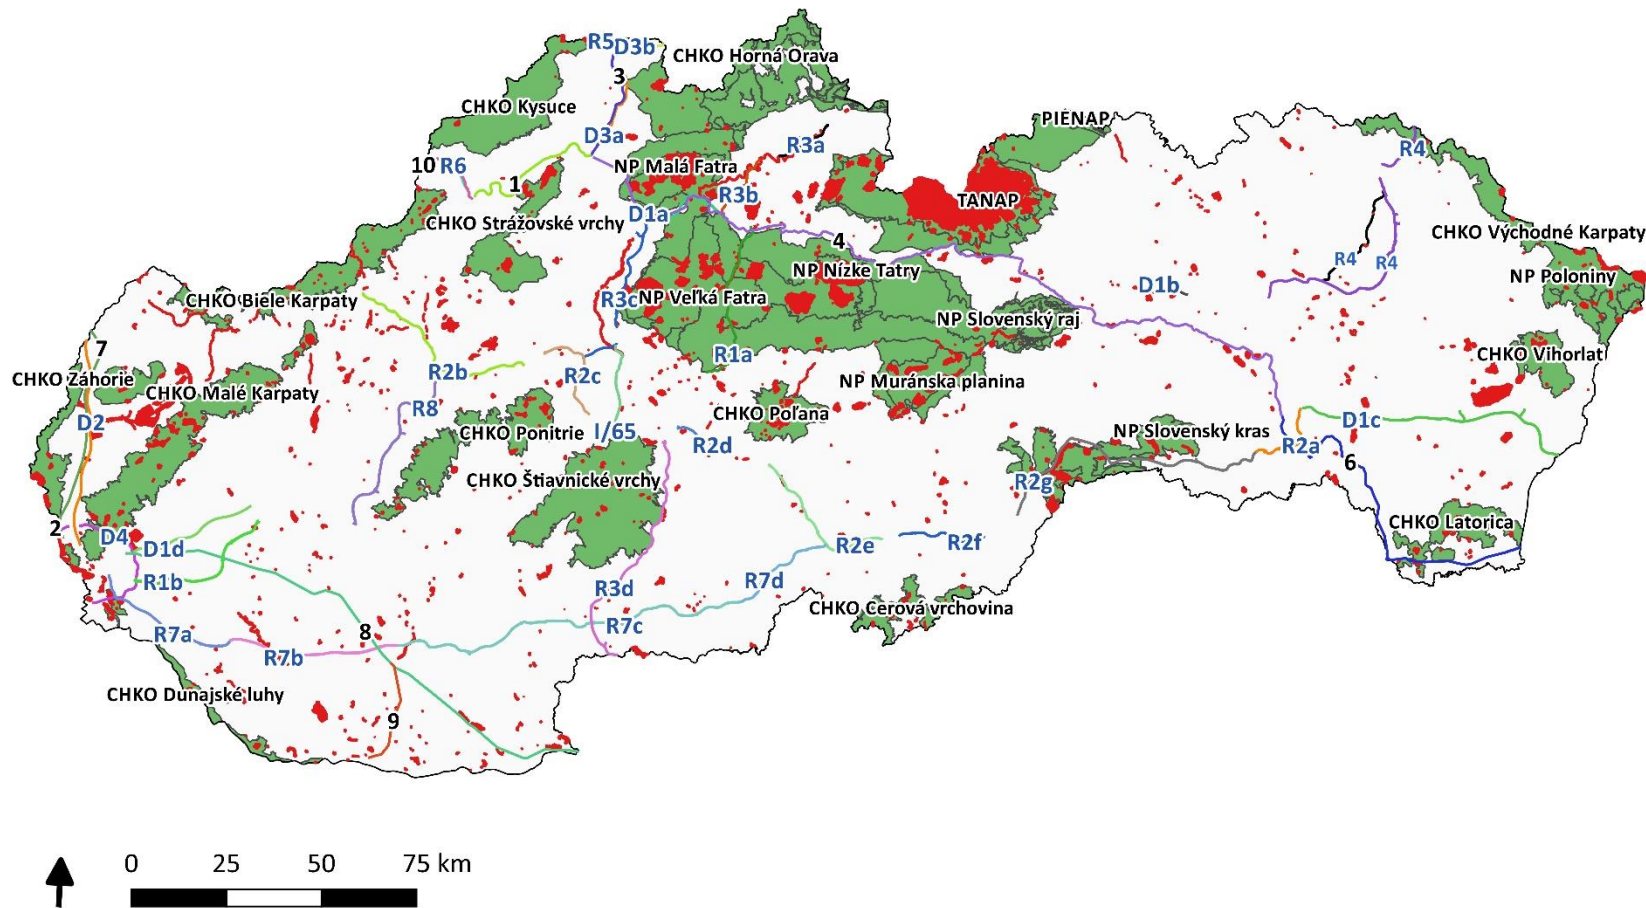 R5
D3b
CHKO Horná Orava
3
CHKO Kysuce
PIENAP
D3a
R3a
R4
10
R6
NP Malá Fatra
1
R3b
TANAP
D1a
CHKO Strážovské vrchy
4
CHKO Východné Karpaty
R4
R4
NP Nízke Tatry
NP Poloniny
D1b
CHKO Biele Karpaty
R3c
NP Veľká Fatra
NP Slovenský raj
7
R1a
CHKO Vihorlat
CHKO Záhorie
R2b
R2c
NP Muránska planina
CHKO Malé Karpaty
R8
CHKO Poľana
D2
D1c
CHKO Ponitrie
I/65
NP Slovenský kras
R2d
R2a
6
CHKO Štiavnické vrchy
R2g
2
D4
CHKO Latorica
D1d
R2e
R2f
R1b
R7d
R3d
CHKO Cerová vrchovina
R7a
8
R7c
R7b
CHKO Dunajské luhy
9
0 25 50 75 km